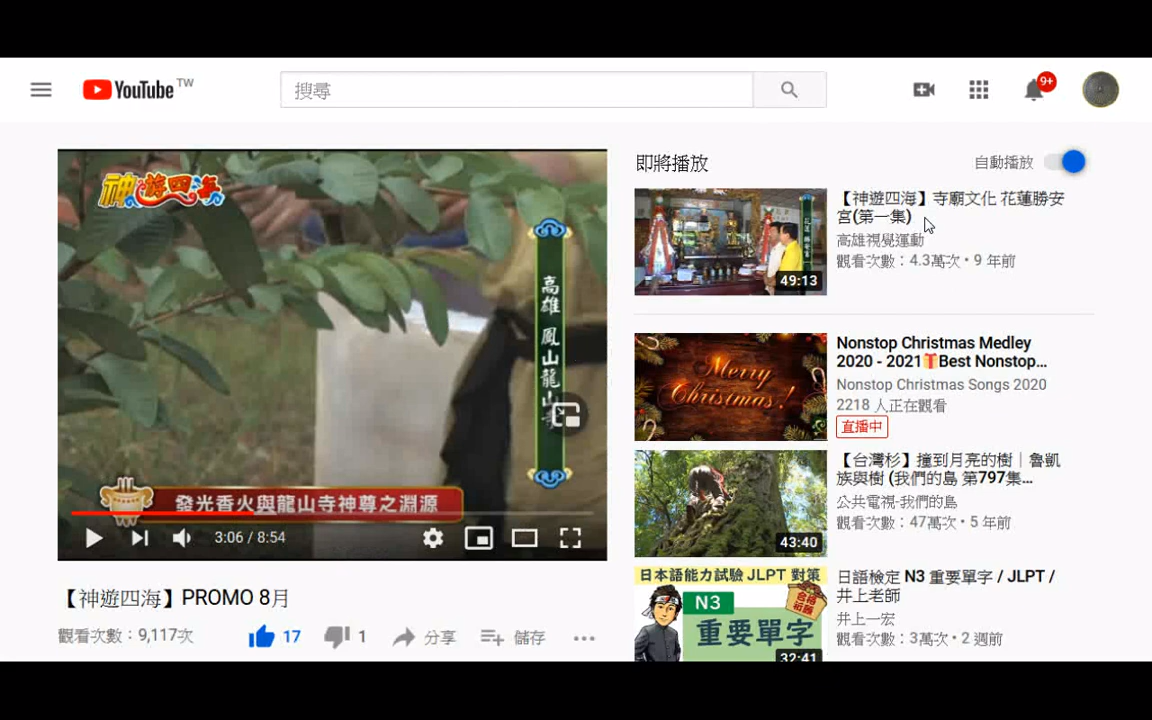 YouTube TW
搜尋
9+
神遊四海
高雄 鳳山龍山寺
發光香火與龍山寺神尊之淵源
3:06 / 8:54
【神遊四海】PROMO 8月
觀看次數：9,117次
17
1
分享
儲存
即將播放
自動播放
花蓮 勝安宮
49:13
【神遊四海】寺廟文化 花蓮勝安
宮(第一集)
高雄視覺運動
觀看次數：4.3萬次・9 年前
Merry
Christmas!
Nonstop Christmas Medley
2020 - 2021🎁Best Nonstop...
Nonstop Christmas Songs 2020
2218 人正在觀看
直播中
43:40
【台灣杉】撞到月亮的樹｜魯凱
族與樹 (我們的島 第797集...
公共電視-我們的島
觀看次數：47萬次・5 年前
日本語能力試驗 JLPT 對策
N3
合格祈願
重要單字
32:41
日語檢定 N3 重要單字 / JLPT /
井上老師
井上一宏
觀看次數：3萬次・2 週前